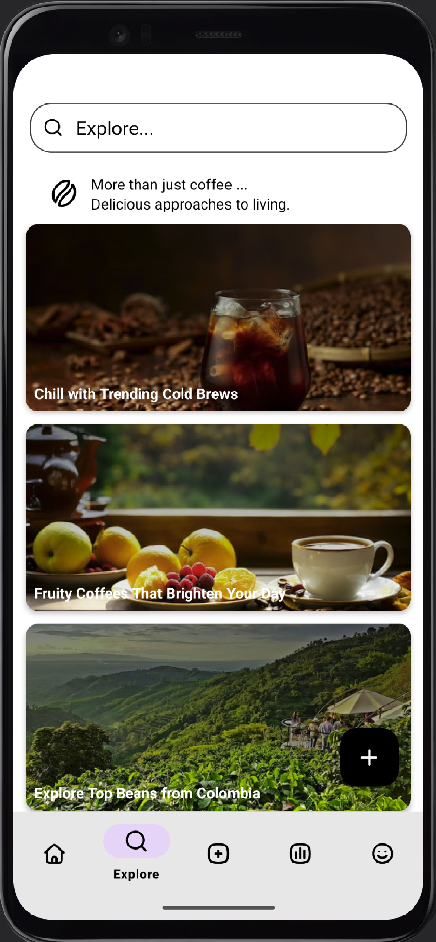 Explore...
More than just coffee ...
Delicious approaches to living.
Chill with Trending Cold Brews
Fruity Coffees That Brighten Your Day
Explore Top Beans from Colombia
Explore